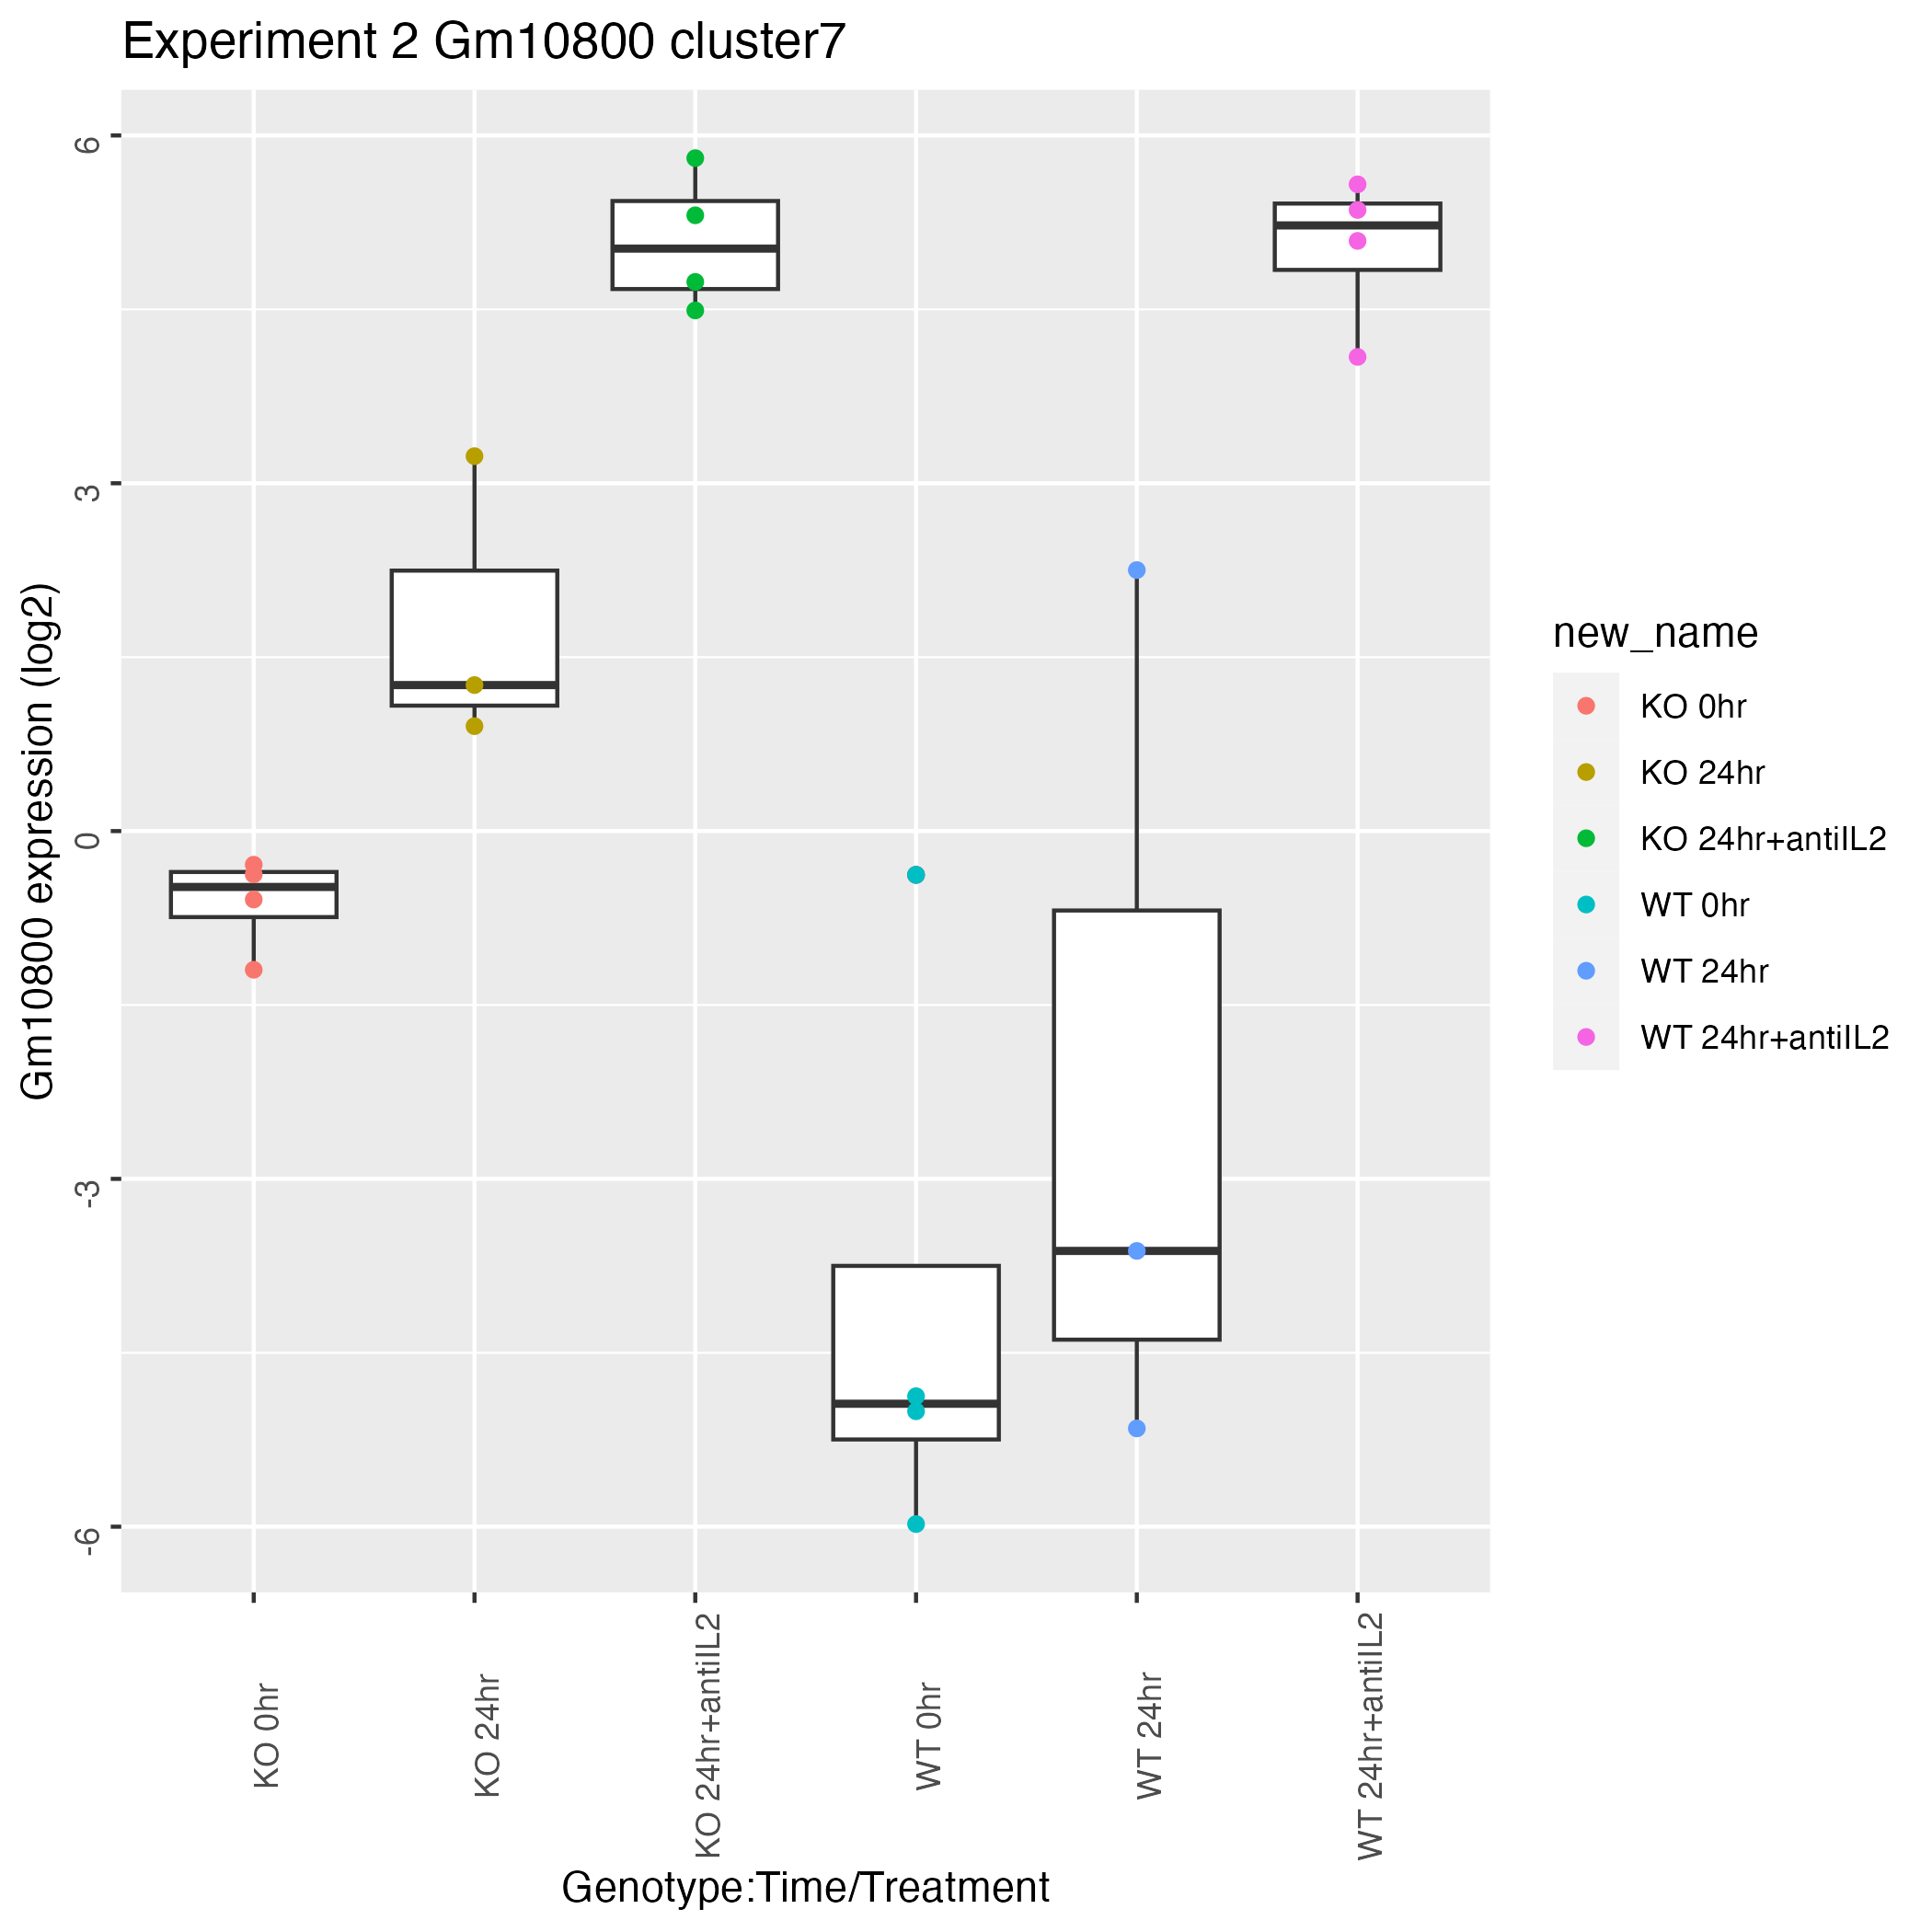 Experiment 2 Gm10800 cluster7
Gm10800 expression (log2)
6
3
0
-3
-6
KO 0hr
KO 24hr
KO 24hr+antiIL2
WT 0hr
WT 24hr
WT 24hr+antiIL2
Genotype:Time/Treatment
new_name
KO 0hr
KO 24hr
KO 24hr+antiIL2
WT 0hr
WT 24hr
WT 24hr+antiIL2